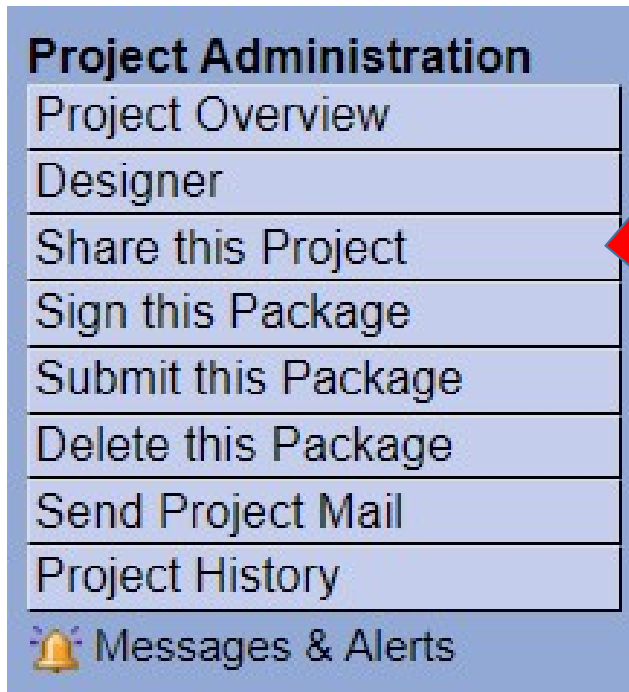 Project Administration
Project Overview
Designer
Share this Project
Sign this Package
Submit this Package
Delete this Package
Send Project Mail
Project History
Messages & Alerts